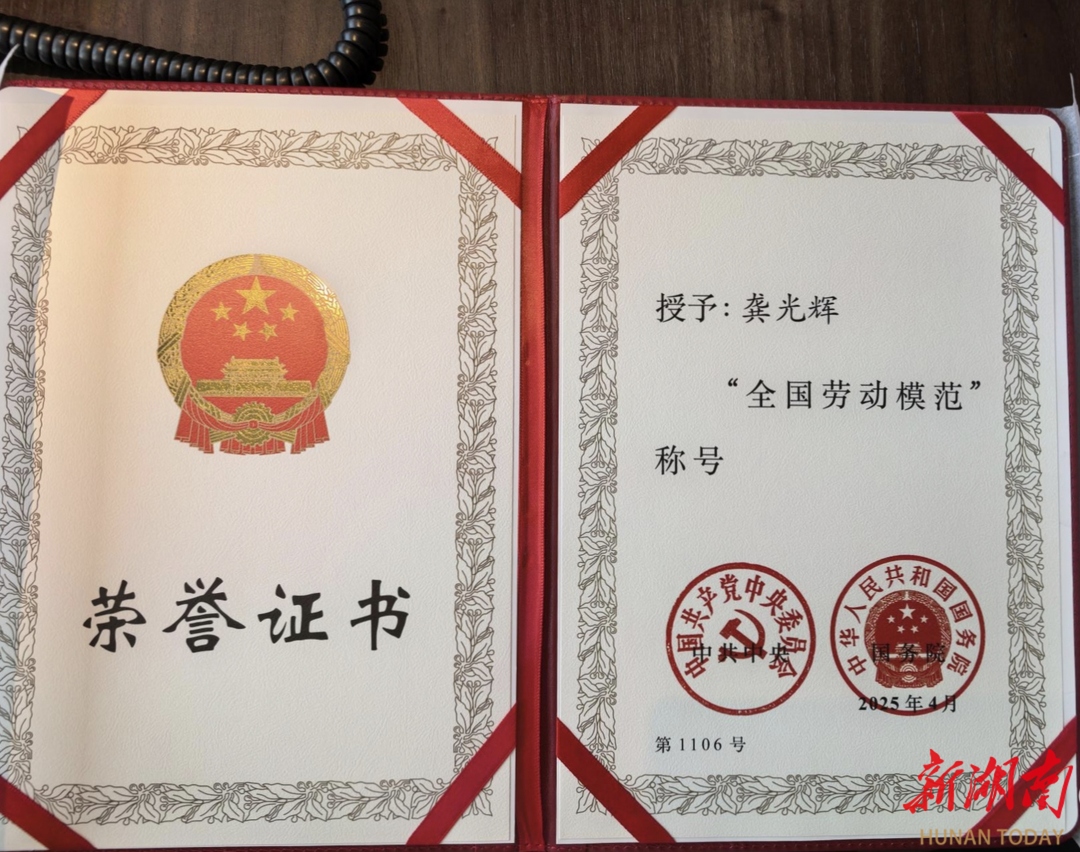 荣誉证书
授予：龚光辉
“全国劳动模范”
称号
中国共产党中央委员会
中共中央
中华人民共和国国务院
国务院
2025年4月
第1106号
新湖南
HUNAN TODAY